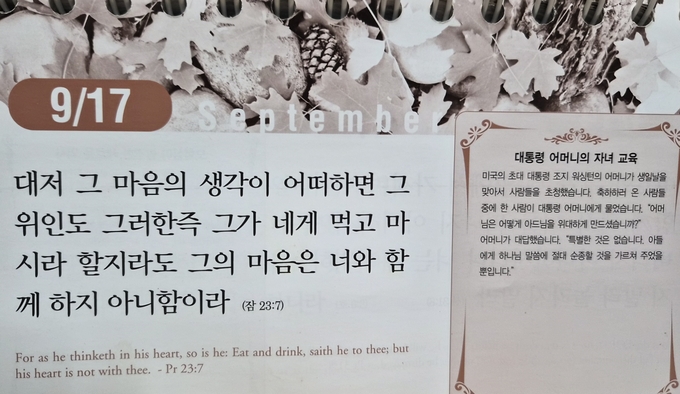 9/17
September
대저 그 마음의 생각이 어떠하면 그
위인도 그러한즉 그가 네게 먹고 마
시라 할지라도 그의 마음은 너와 함
께 하지 아니함이라 (잠 23:7)
For as he thinketh in his heart, so is he: Eat and drink, saith he to thee; but
his heart is not with thee. - Pr 23:7
대통령 어머니의 자녀 교육
미국의 초대 대통령 조지 워싱턴의 어머니가 생일날을
맞아서 사람들을 초청했습니다. 축하하러 온 사람들
중에 한 사람이 대통령 어머니에게 물었습니다. "어머
님은 어떻게 아드님을 위대하게 만드셨습니까?"
어머니가 대답했습니다. "특별한 것은 없습니다. 아들
에게 하나님 말씀에 절대 순종할 것을 가르쳐 주었을
뿐입니다."